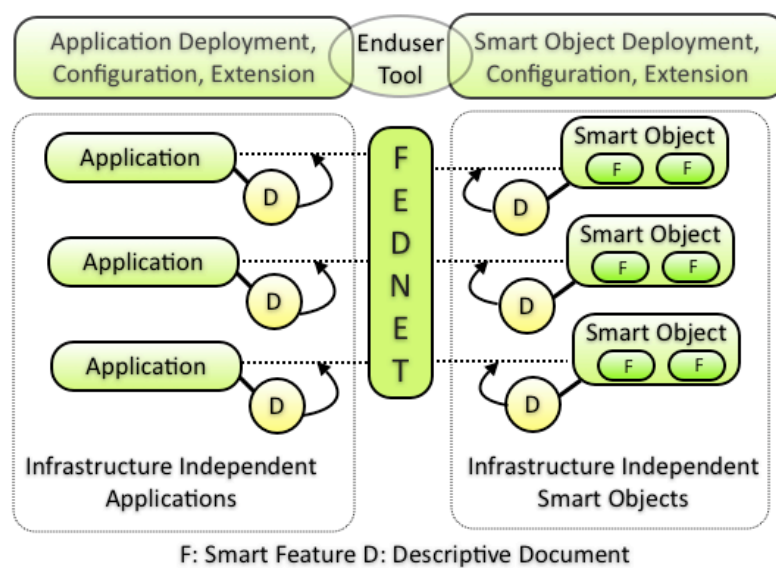 Application Deployment,
Configuration, Extension
Enduser
Tool
Smart Object Deployment,
Configuration, Extension
Application
D
Application
D
Application
D
Infrastructure Independent
Applications
F
E
D
N
E
T
Smart Object
F F
D
Smart Object
F F
D
Smart Object
F F
D
Infrastructure Independent
Smart Objects
F: Smart Feature D: Descriptive Document